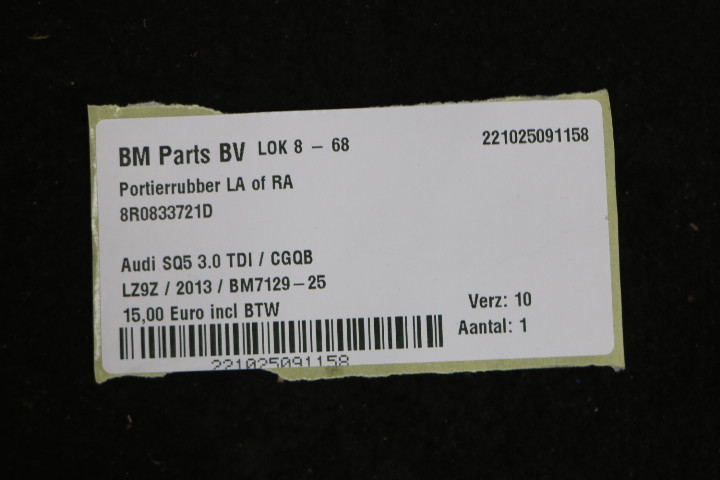 BM Parts BV LOK 8 - 68 221025091158
Portierrubber LA of RA
8R0833721D
Audi SQ5 3.0 TDI / CGQB
LZ9Z / 2013 / BM7129-25
15,00 Euro incl BTW
Verz: 10
Aantal: 1
221025091158